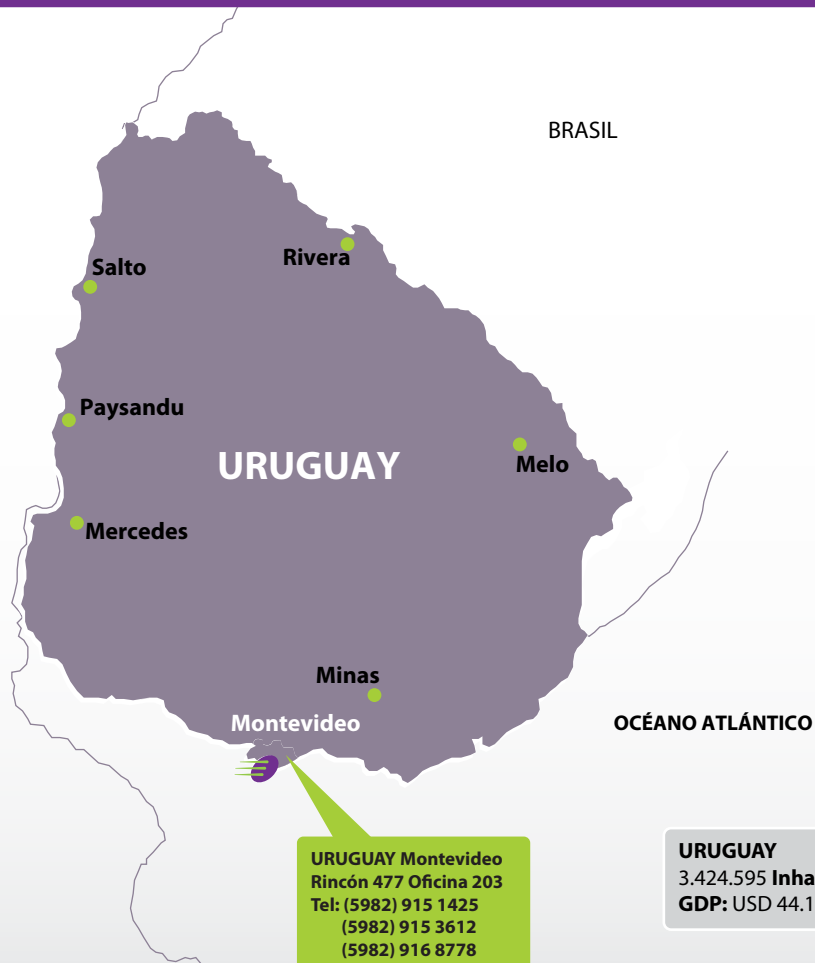 BRASIL
Rivera
Salto
Paysandu
URUGUAY
Melo
Mercedes
Minas
Montevideo
OCÉANO ATLÁNTICO
URUGUAY Montevideo
Rincón 477 Oficina 203
Tel: (5982) 915 1425
(5982) 915 3612
(5982) 916 8778
URUGUAY
3.424.595 Inha
GDP: USD 44.1